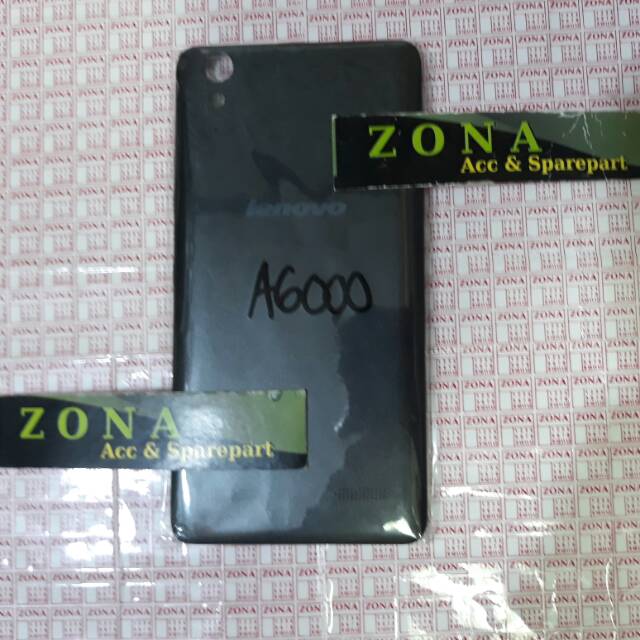 ZONA
Acc & Sparepart
lenovo
A6000
ZONA
Acc & Sparepart